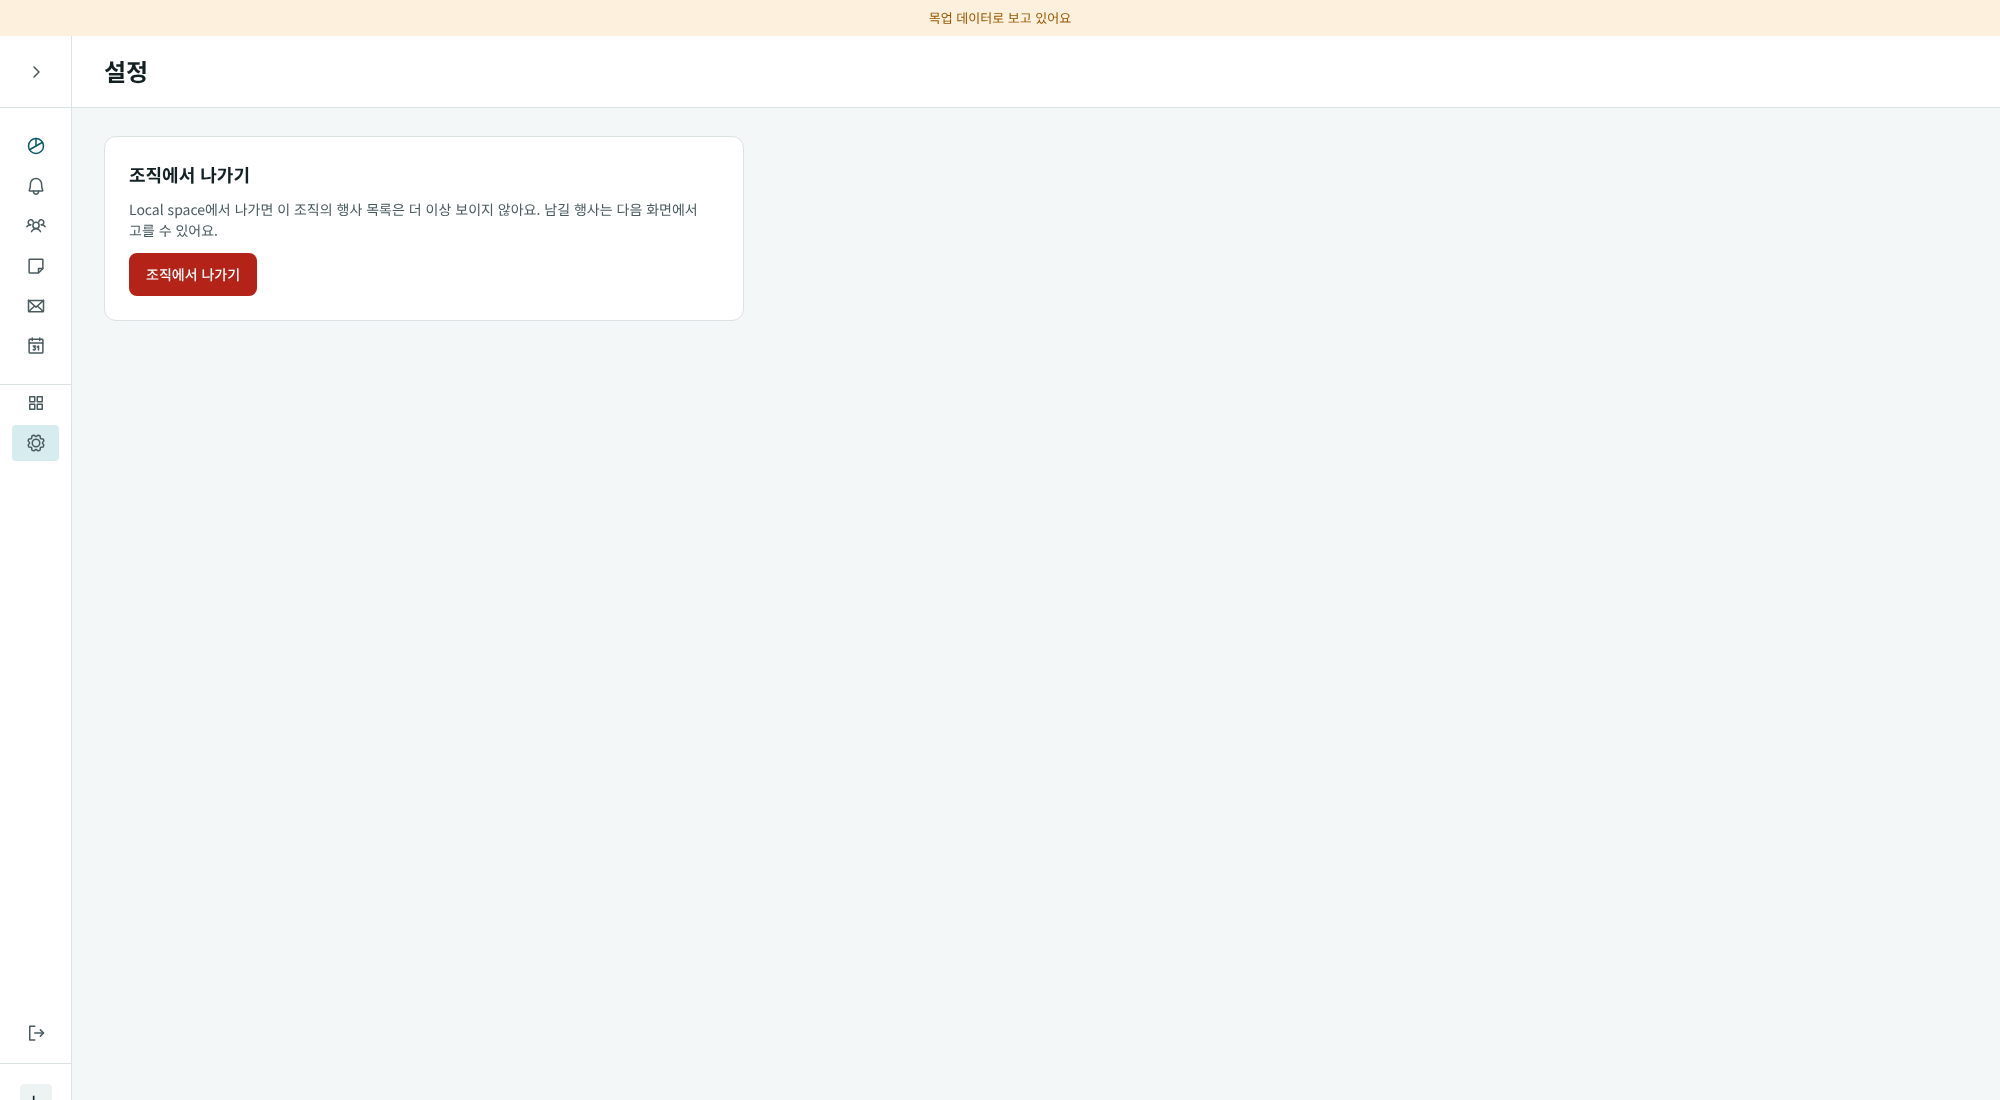 목업 데이터로 보고 있어요
설정
조직에서 나가기
Local space에서 나가면 이 조직의 행사 목록은 더 이상 보이지 않아요. 남길 행사는 다음 화면에서
고를 수 있어요.
조직에서 나가기
31